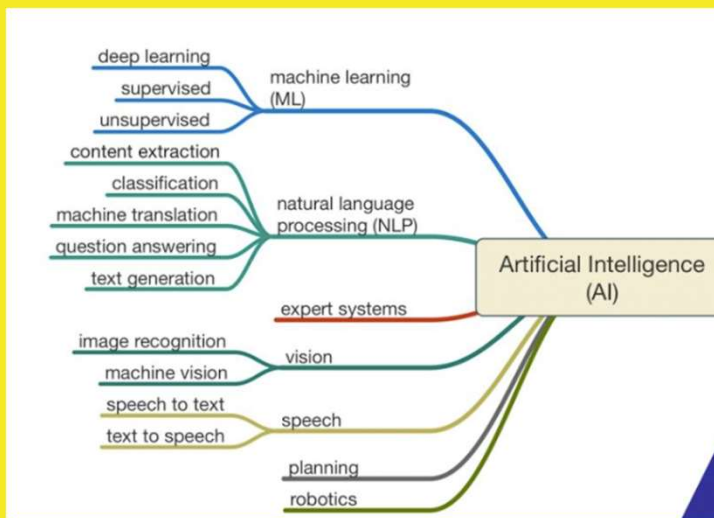 deep learning
supervised
unsupervised
machine learning
(ML)
content extraction
classification
machine translation
question answering
text generation
natural language
processing (NLP)
Artificial Intelligence
(AI)
expert systems
image recognition
machine vision
vision
speech to text
text to speech
speech
planning
robotics